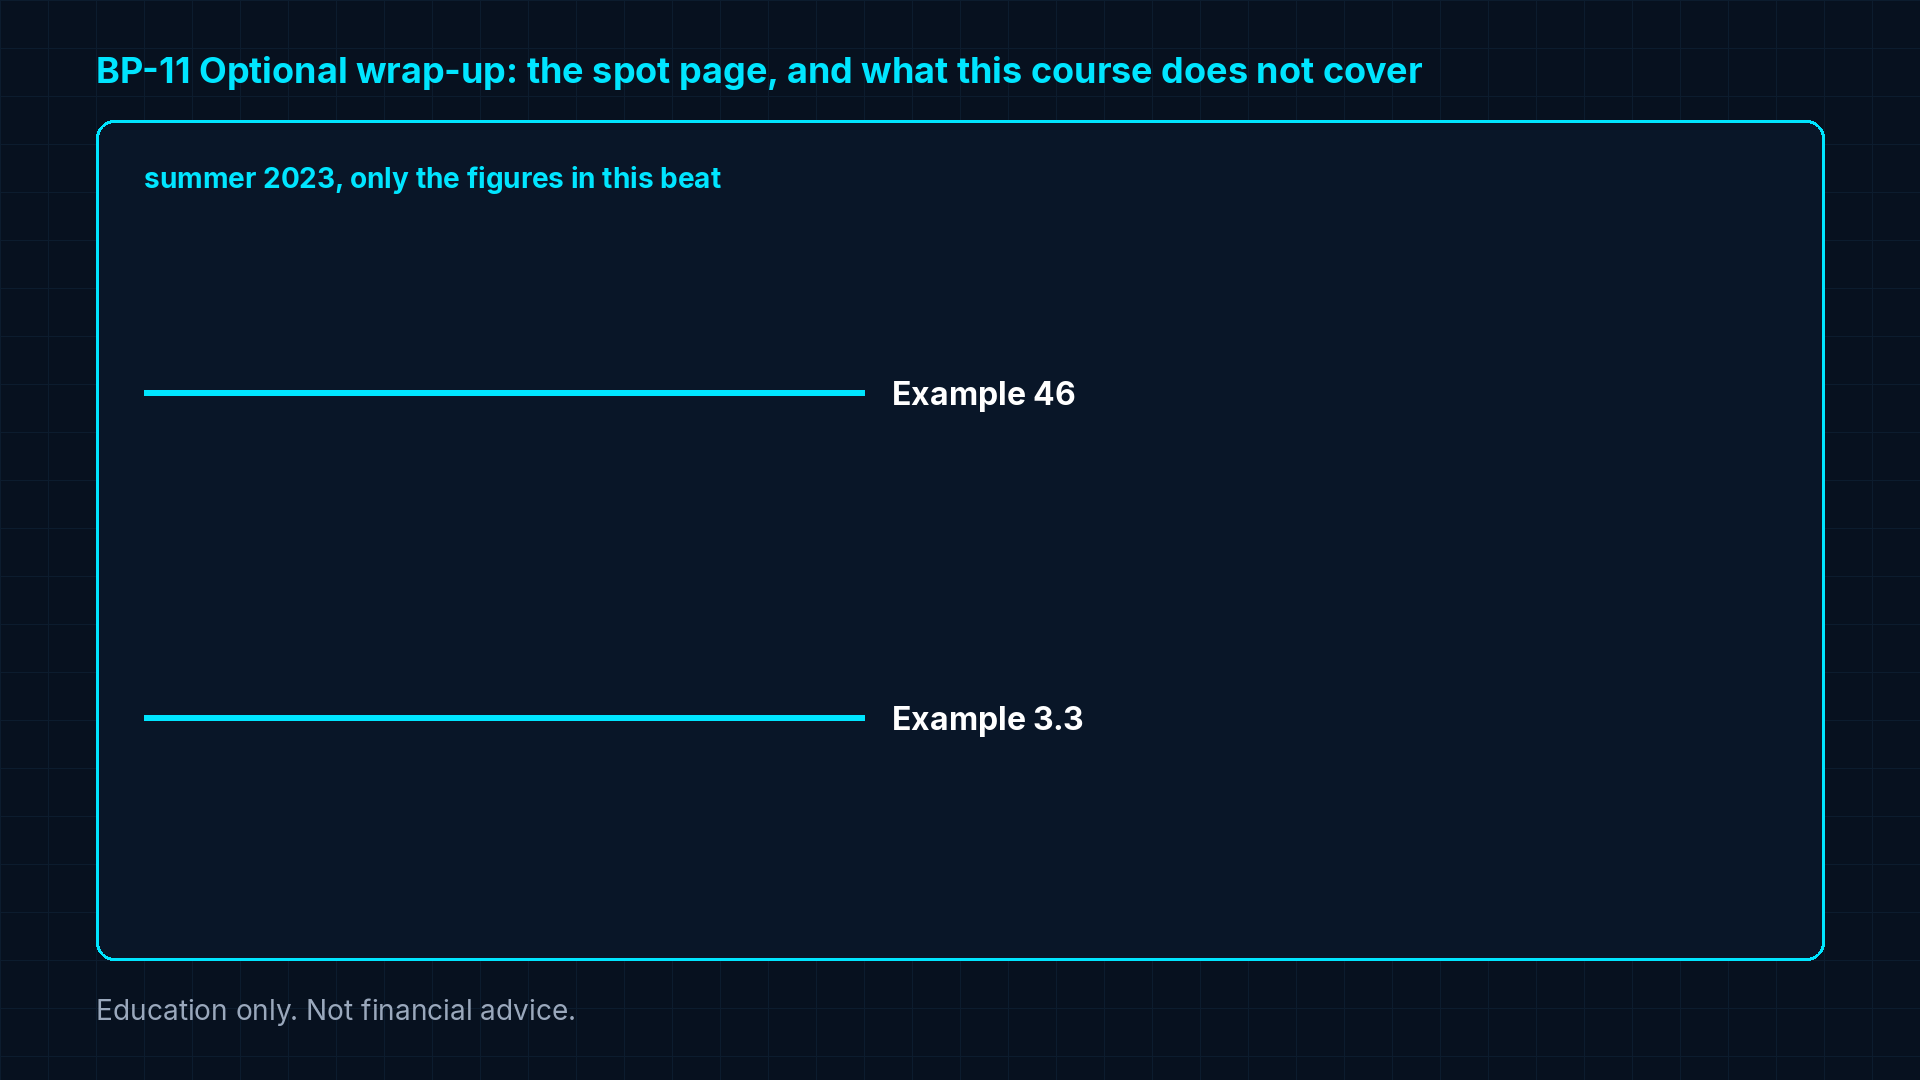 BP-11 Optional wrap-up: the spot page, and what this course does not cover
summer 2023, only the figures in this beat
Example 46
Example 3.3
Education only. Not financial advice.